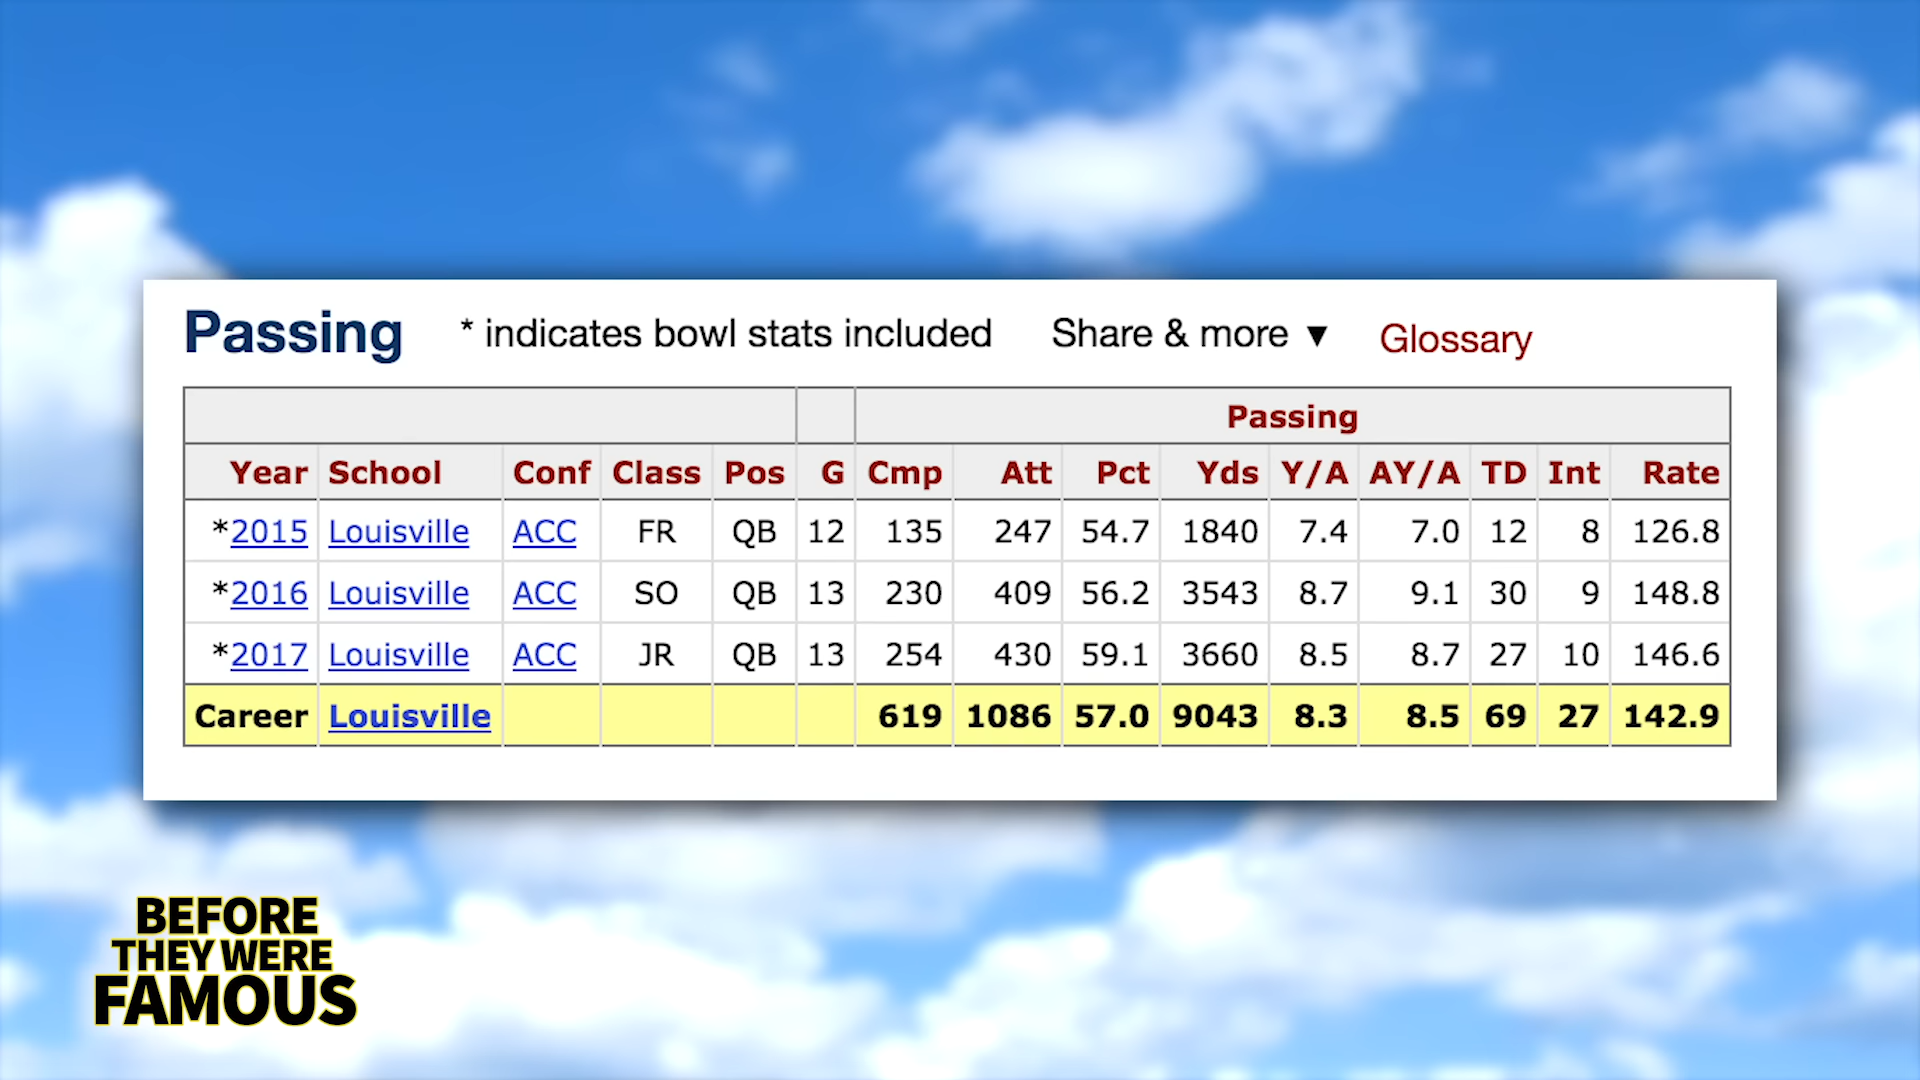 Passing * indicates bowl stats included Share & more ▼ Glossary
Passing
Year School Conf Class Pos G Cmp Att Pct Yds Y/A AY/A TD Int Rate
*2015 Louisville ACC FR QB 12 135 247 54.7 1840 7.4 7.0 12 8 126.8
*2016 Louisville ACC SO QB 13 230 409 56.2 3543 8.7 9.1 30 9 148.8
*2017 Louisville ACC JR QB 13 254 430 59.1 3660 8.5 8.7 27 10 146.6
Career Louisville 619 1086 57.0 9043 8.3 8.5 69 27 142.9
BEFORE
THEY WERE
FAMOUS